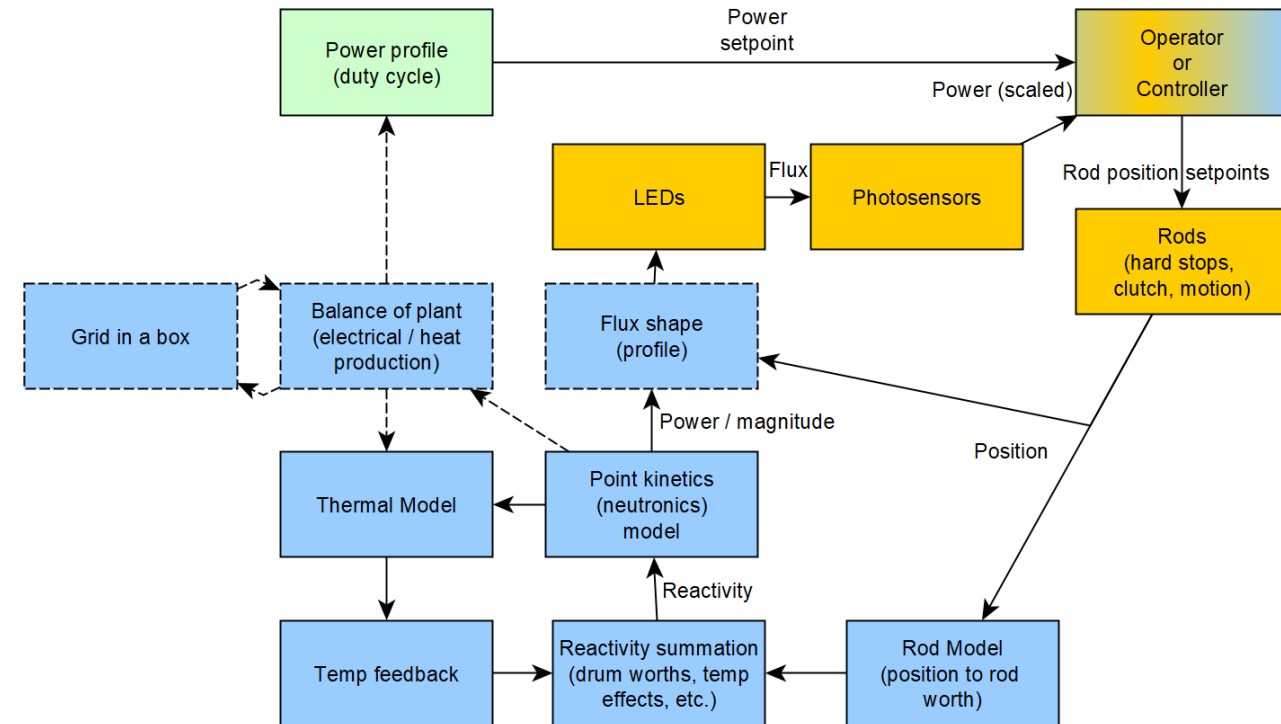 Power profile
(duty cycle)
Power
setpoint
Operator
or
Controller
Power (scaled)
LEDs
Flux
Photosensors
Rod position setpoints
Rods
(hard stops,
clutch, motion)
Grid in a box
Balance of plant
(electrical / heat
production)
Flux shape
(profile)
Power / magnitude
Position
Thermal Model
Point kinetics
(neutronics)
model
Reactivity
Temp feedback
Reactivity summation
(drum worths, temp
effects, etc.)
Rod Model
(position to rod
worth)